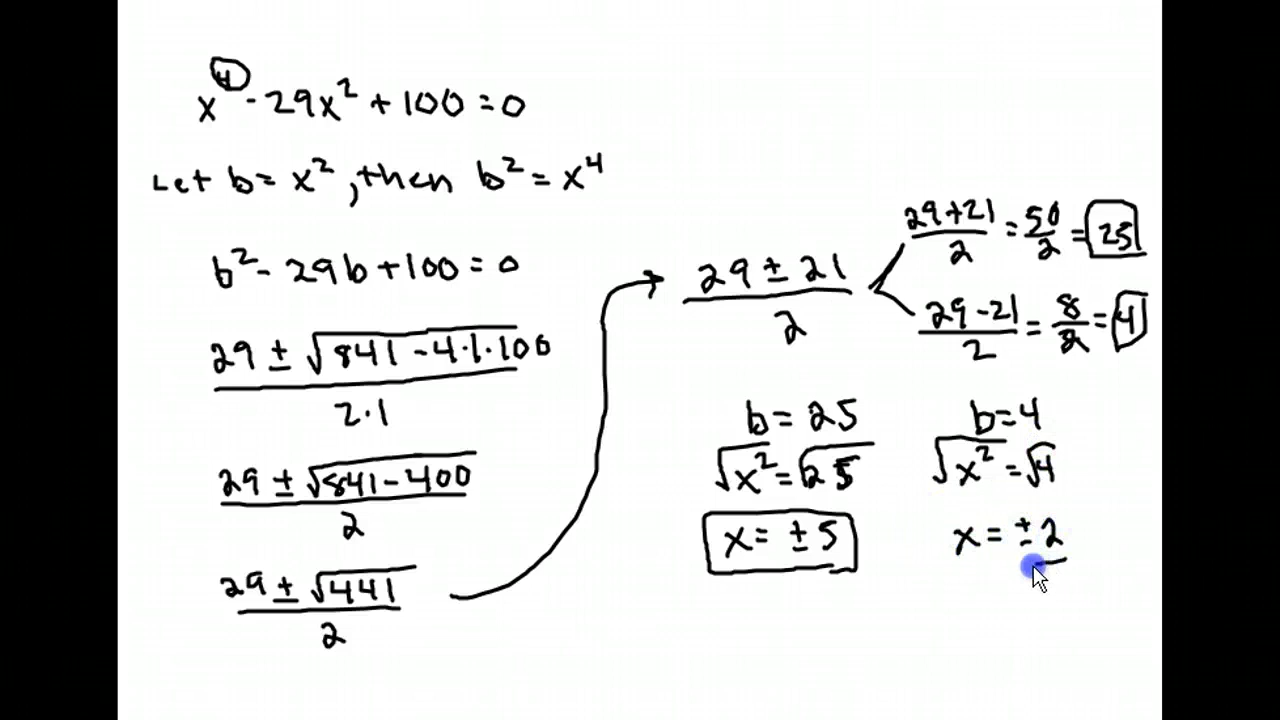 x⁴ - 29x² + 100 = 0
Let b = x², then b² = x⁴
b² - 29b + 100 = 0
29 ± √841 - 4·1·100
2·1
29 ± √841 - 400
2
29 ± √441
2
29 ± 21
2
29+21 = 50 = 25
2 2
29-21 = 8 = 4
2 2
b = 25
√x² = √25
x = ±5
b = 4
√x² = √4
x = ±2